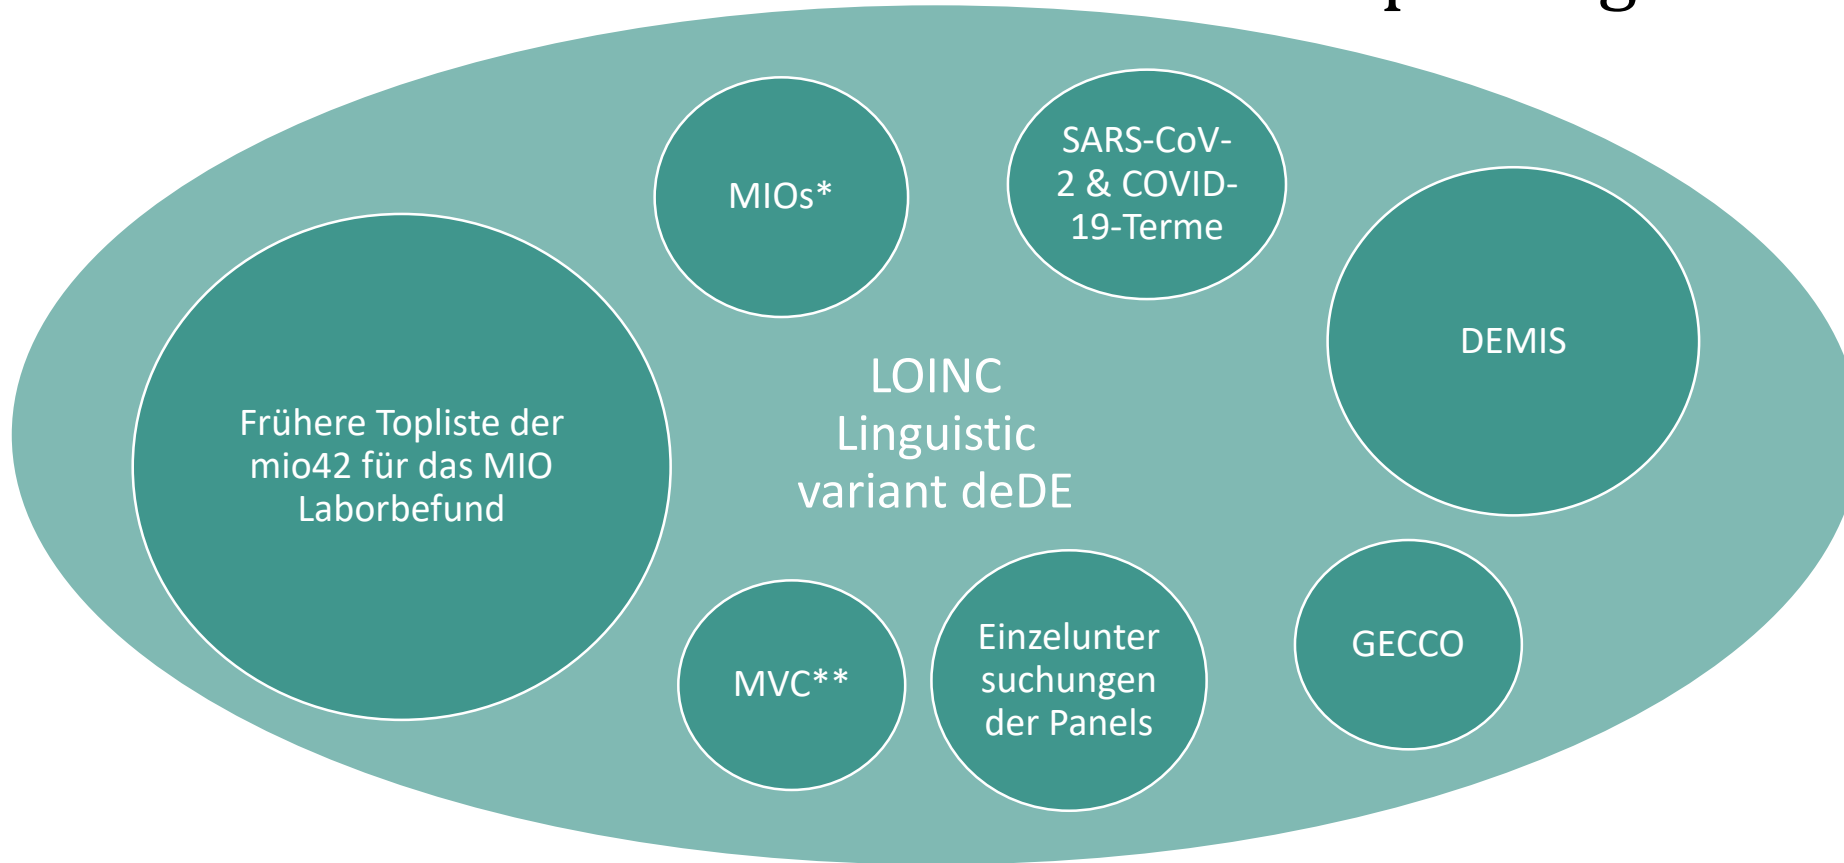 MIOs*
SARS-CoV-
2 & COVID-
19-Terme
DEMIS
Frühere Topliste der
mio42 für das MIO
Laborbefund
LOINC
Linguistic
variant deDE
MVC**
Einzelunter
suchungen
der Panels
GECCO